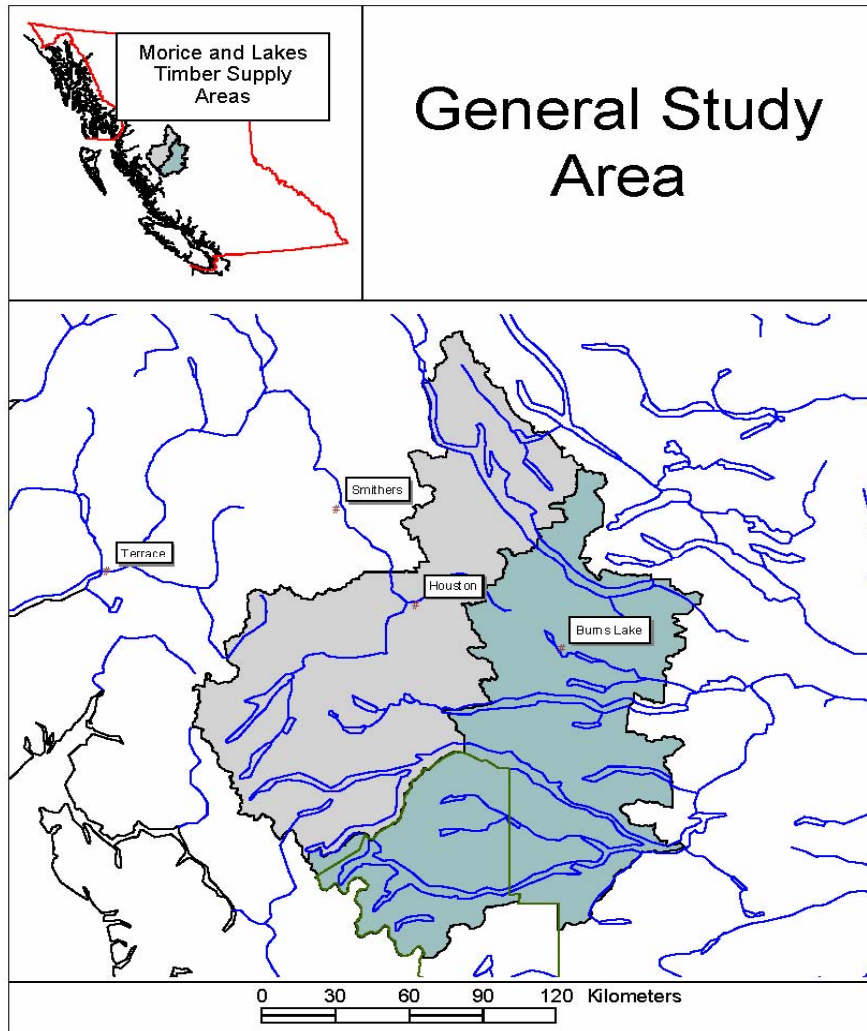 Morice and Lakes
Timber Supply
Areas
General Study
Area
Smithers
#
Terrace
#
Houston
#
Burns Lake
#
0 30 60 90 120 Kilometers